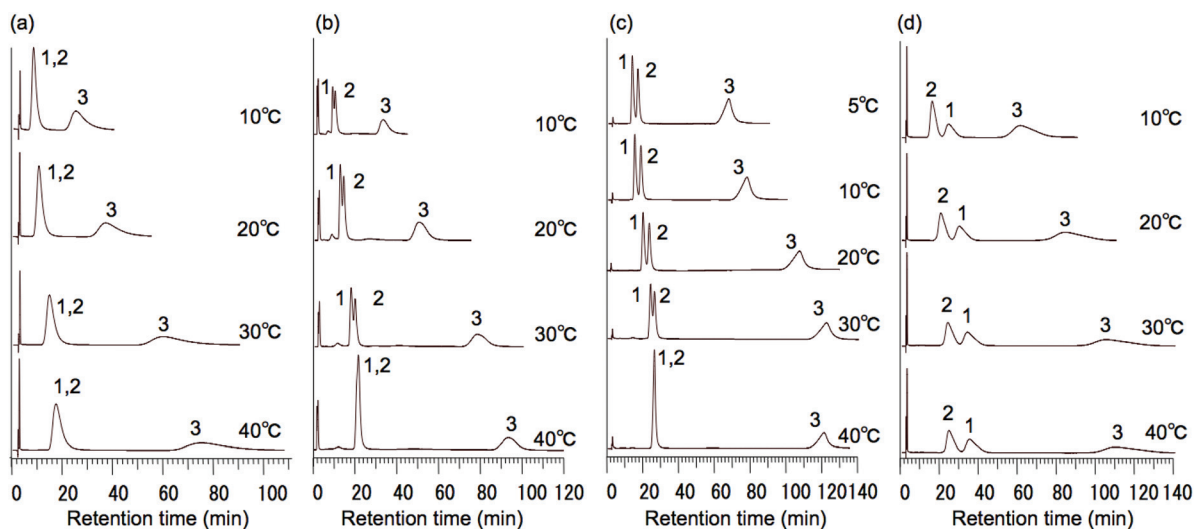 (a)
1,2
3
10°C
1,2
3
20°C
1,2
3
30°C
1,2
3
40°C
0 20 40 60 80 100
Retention time (min)
(b)
1 2
3
10°C
1 2
3
20°C
1 2
3
30°C
1,2
3
40°C
0 20 40 60 80 100 120
Retention time (min)
(c)
1 2
3
5°C
1 2
3
10°C
1 2
3
20°C
1 2
3
30°C
1,2
3
40°C
0 20 40 60 80 100 120 140
Retention time (min)
(d)
2 1
3
10°C
2 1
3
20°C
2 1
3
30°C
2 1
3
40°C
0 20 40 60 80 100 120 140
Retention time (min)